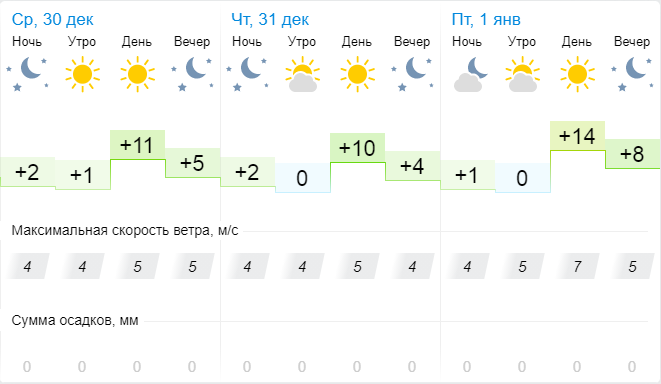 Ср, 30 дек Чт, 31 дек Пт, 1 янв
Ночь Утро День Вечер Ночь Утро День Вечер Ночь Утро День Вечер
+2 +1 +11 +5 +2 0 +10 +4 +1 0 +14 +8
Максимальная скорость ветра, м/с
4 4 5 5 4 4 5 4 4 5 7 5
Сумма осадков, мм
0 0 0 0 0 0 0 0 0 0 0 0